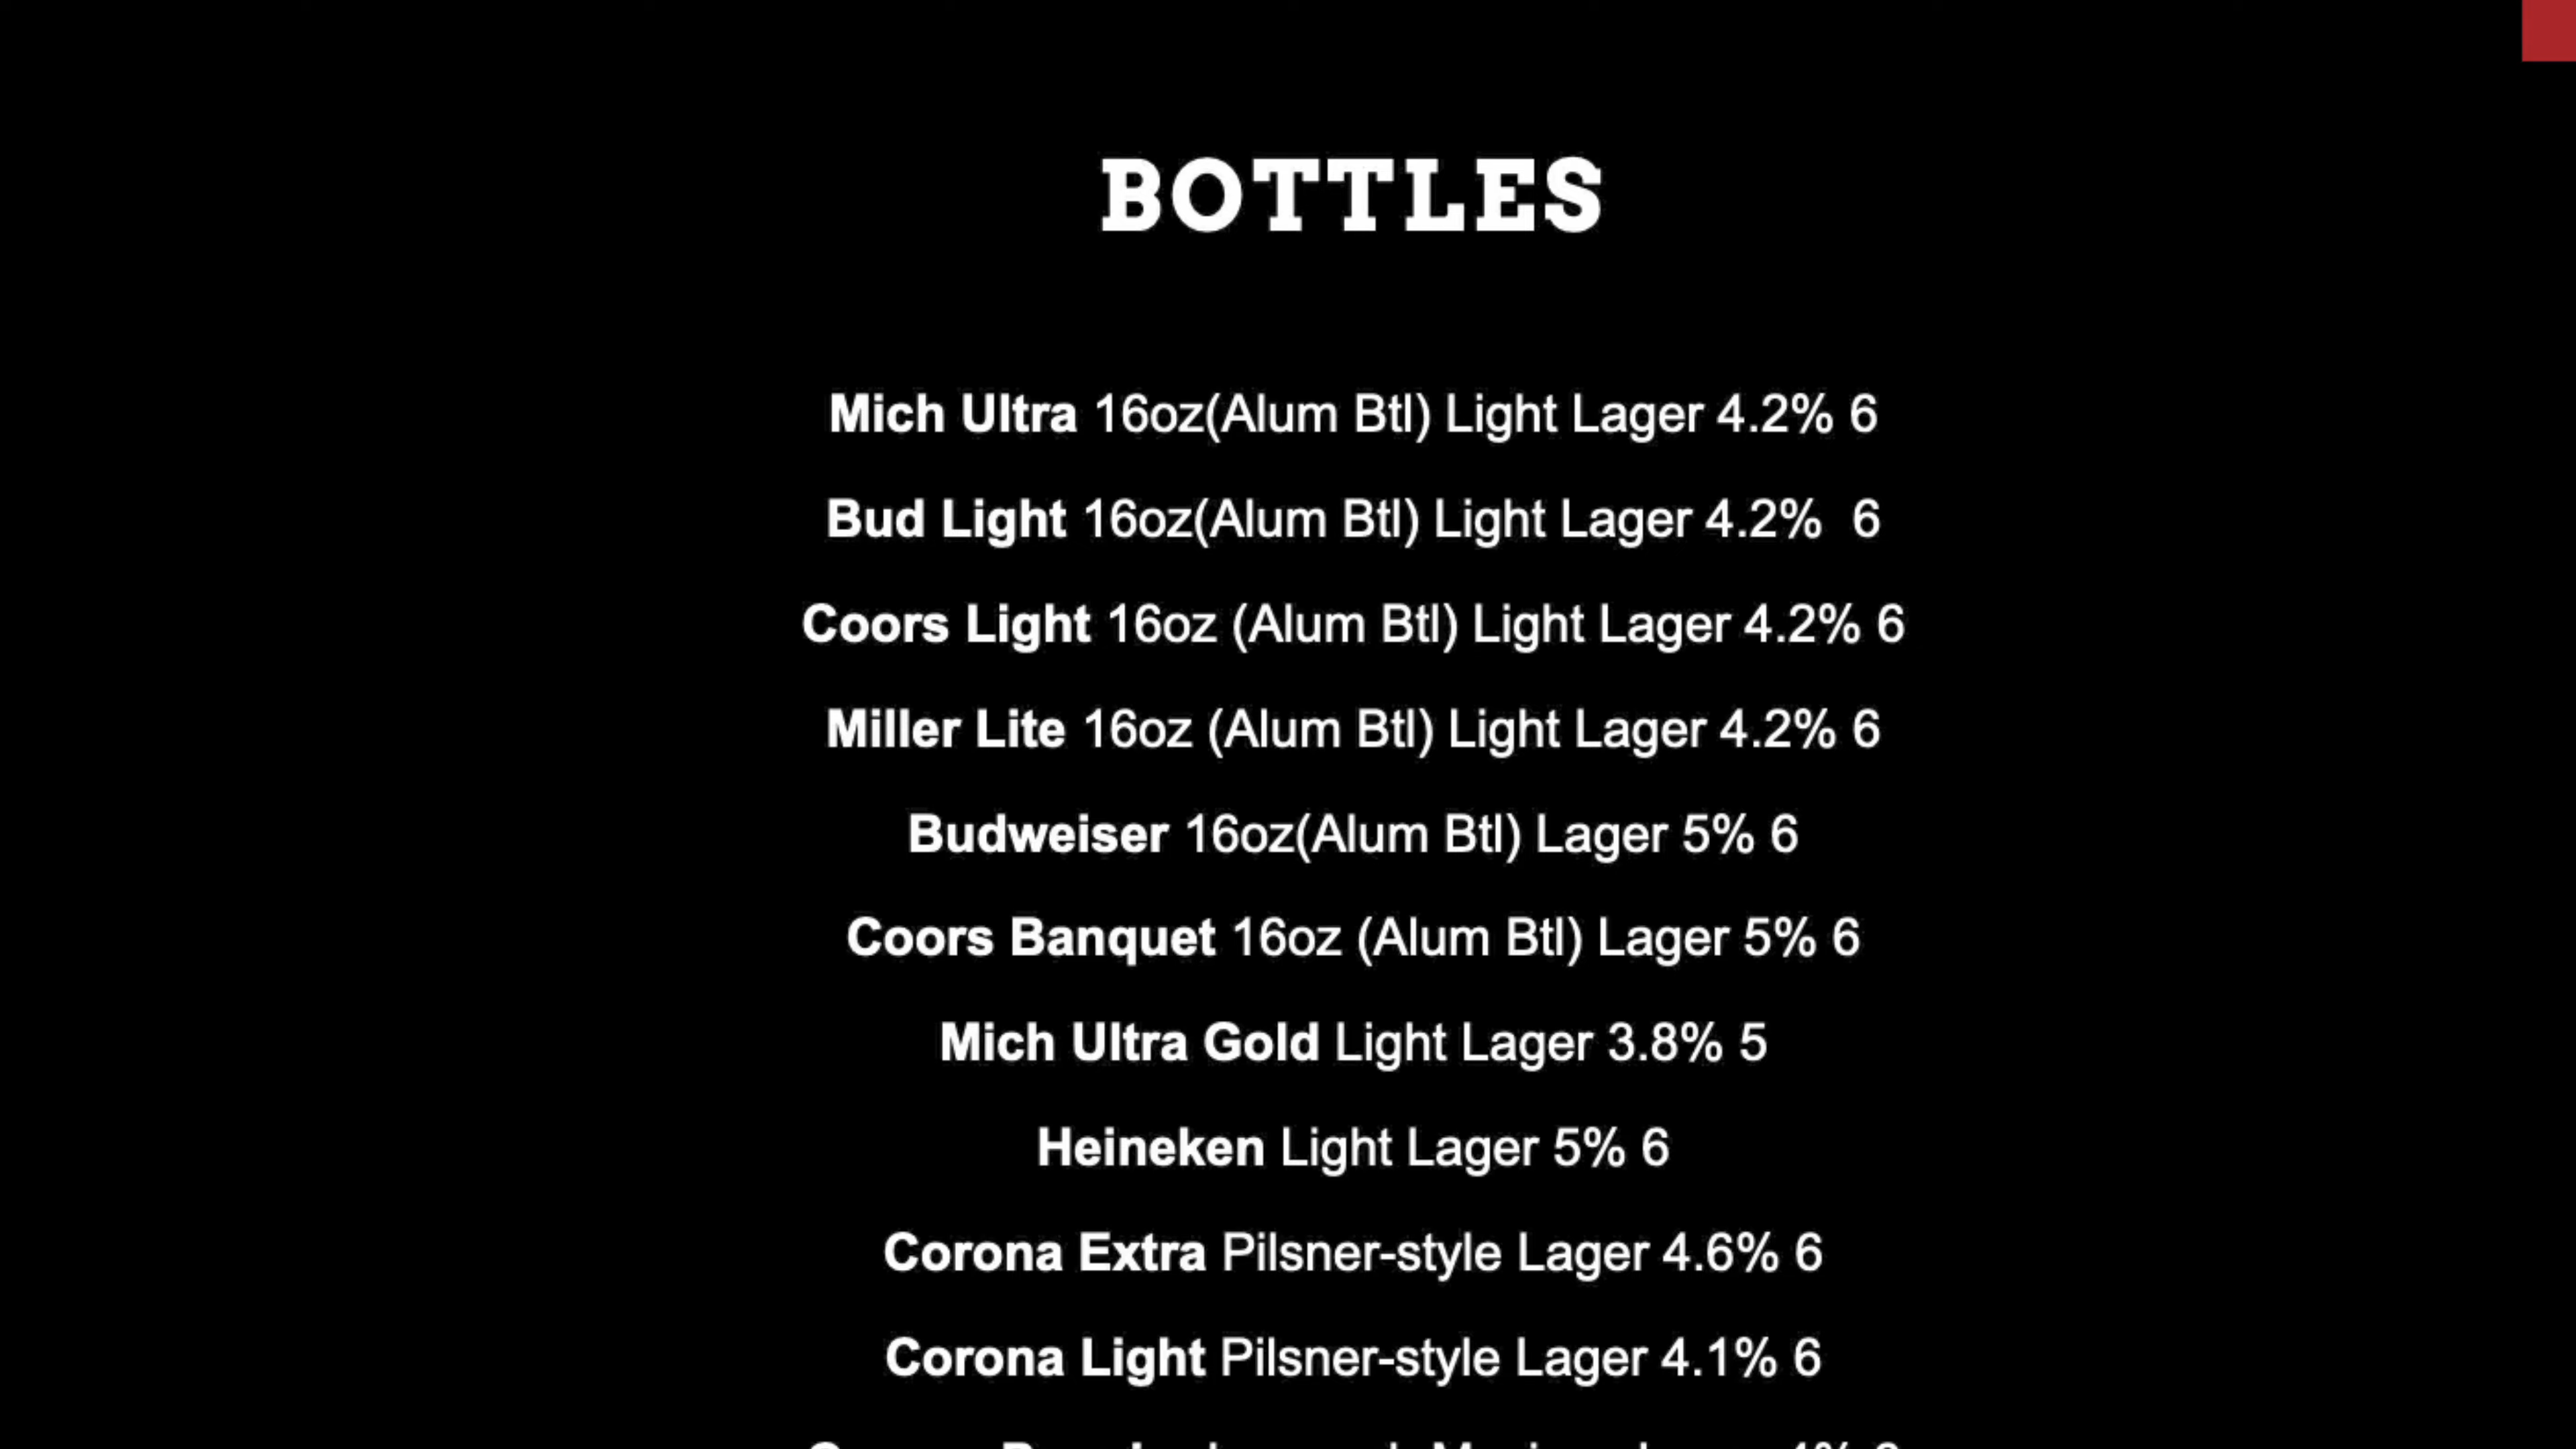 BOTTLES
Mich Ultra 16oz(Alum Btl) Light Lager 4.2% 6
Bud Light 16oz(Alum Btl) Light Lager 4.2%  6
Coors Light 16oz (Alum Btl) Light Lager 4.2% 6
Miller Lite 16oz (Alum Btl) Light Lager 4.2% 6
Budweiser 16oz(Alum Btl) Lager 5% 6
Coors Banquet 16oz (Alum Btl) Lager 5% 6
Mich Ultra Gold Light Lager 3.8% 5
Heineken Light Lager 5% 6
Corona Extra Pilsner-style Lager 4.6% 6
Corona Light Pilsner-style Lager 4.1% 6